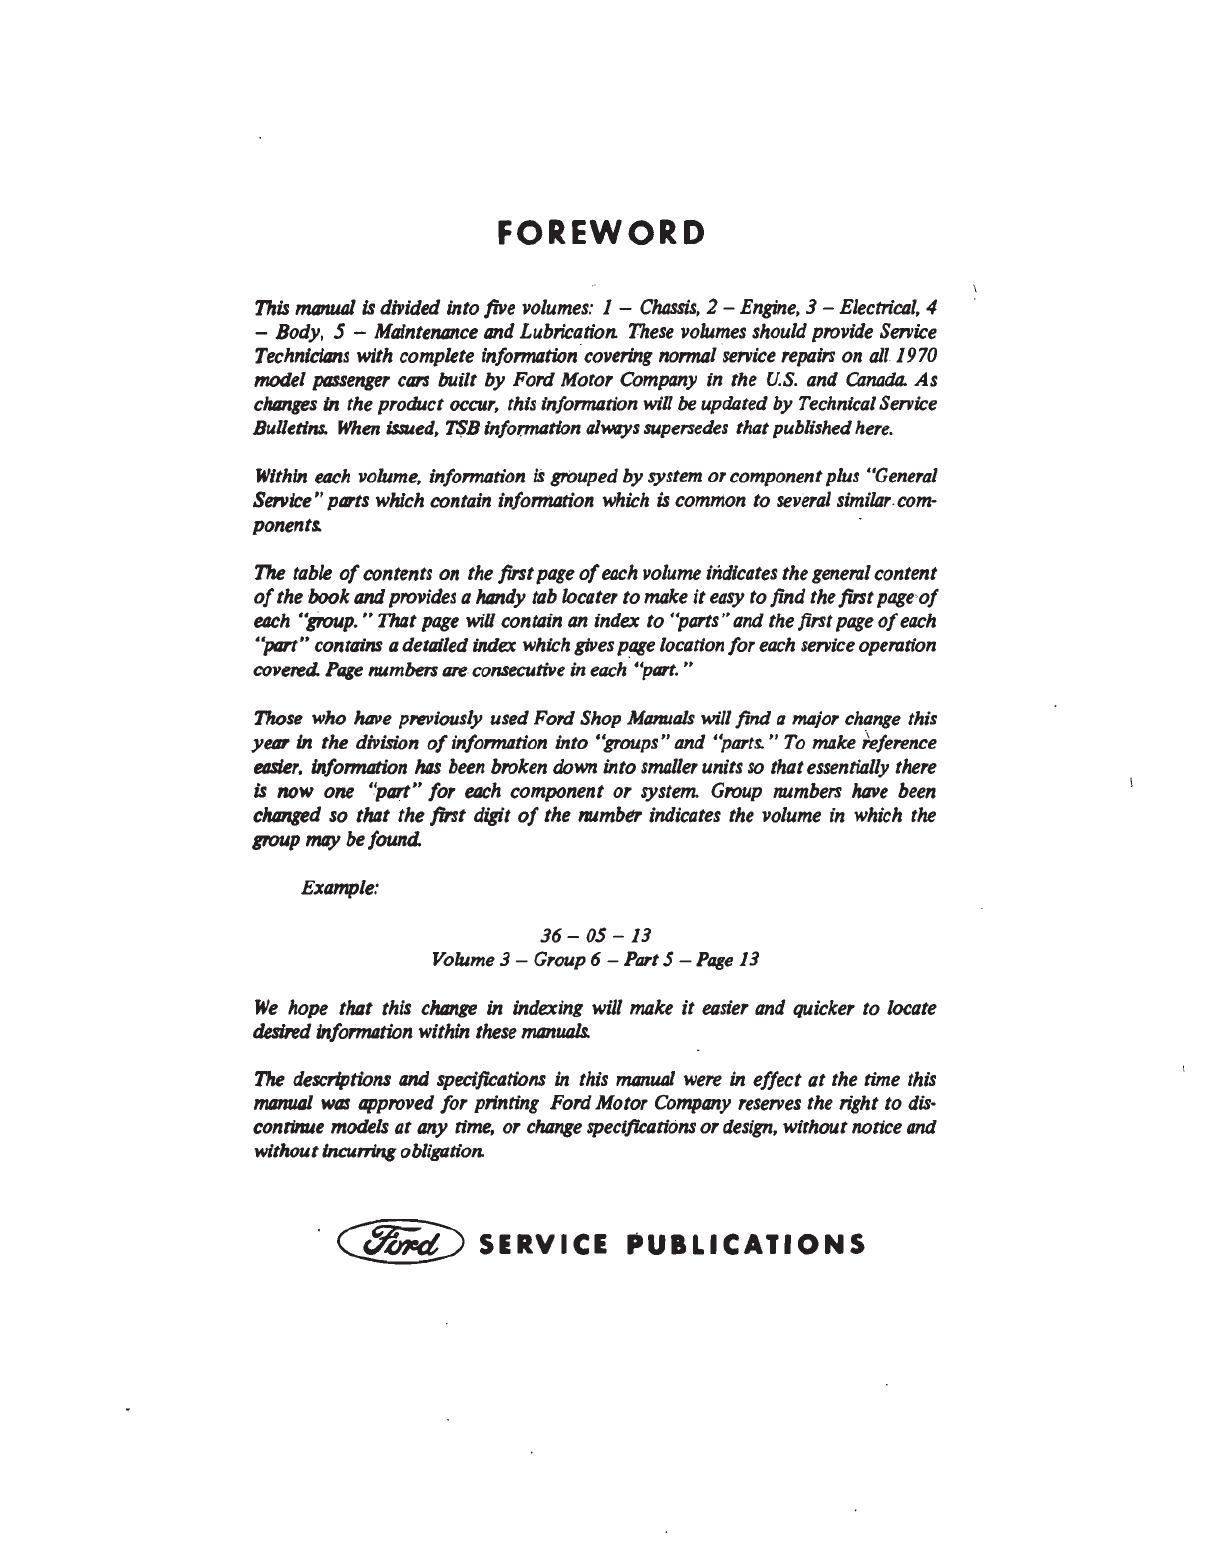 FOREWORD
This manual is divided into five volumes: 1 – Chassis, 2 – Engine, 3 – Electrical, 4
– Body, 5 – Maintenance and Lubrication. These volumes should provide Service
Technicians with complete information covering normal service repairs on all 1970
model passenger cars built by Ford Motor Company in the U.S. and Canada. As
changes in the product occur, this information will be updated by Technical Service
Bulletins. When issued, TSB information always supersedes that published here.
Within each volume, information is grouped by system or component plus “General
Service” parts which contain information which is common to several similar com-
ponents.
The table of contents on the first page of each volume indicates the general content
of the book and provides a handy tab locater to make it easy to find the first page of
each “group.” That page will contain an index to “parts” and the first page of each
“part” contains a detailed index which gives page location for each service operation
covered. Page numbers are consecutive in each “part.”
Those who have previously used Ford Shop Manuals will find a major change this
year in the division of information into “groups” and “parts.” To make reference
easier, information has been broken down into smaller units so that essentially there
is now one “part” for each component or system. Group numbers have been
changed so that the first digit of the number indicates the volume in which the
group may be found.
Example:
36 – 05 – 13
Volume 3 – Group 6 – Part 5 – Page 13
We hope that this change in indexing will make it easier and quicker to locate
desired information within these manuals.
The descriptions and specifications in this manual were in effect at the time this
manual was approved for printing Ford Motor Company reserves the right to dis-
continue models at any time, or change specifications or design, without notice and
without incurring obligation.
Ford SERVICE PUBLICATIONS